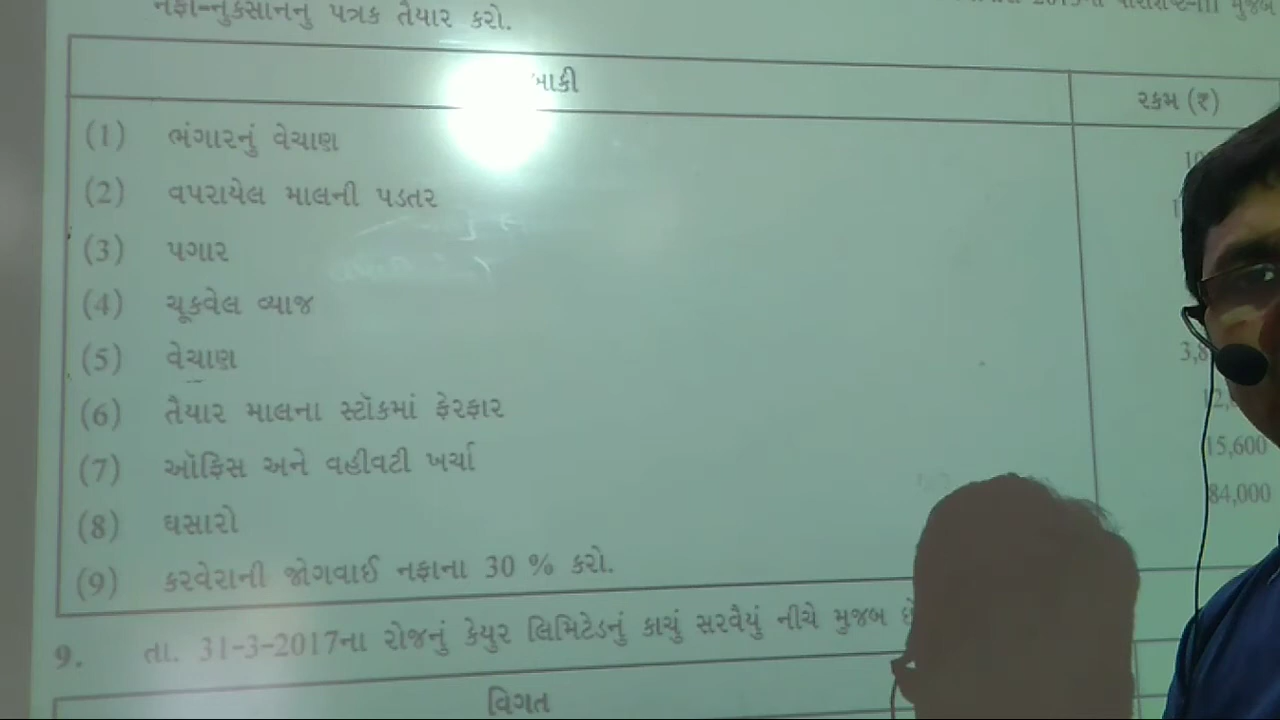 નફા-નુકસાનનું પત્રક તૈયાર કરો. મુજબ
બાકી રકમ (₹)
(1) ભંગારનું વેચાણ
(2) વપરાયેલ માલની પડતર
(3) પગાર
(4) ચૂકવેલ વ્યાજ
(5) વેચાણ
(6) તૈયાર માલના સ્ટૉકમાં ફેરફાર
(7) ઑફિસ અને વહીવટી ખર્ચા 15,600
(8) ઘસારો 84,000
(9) કરવેરાની જોગવાઈ નફાના 30 % કરો.
9. તા. 31-3-2017ના રોજનું કેયુર લિમિટેડનું કાચું સરવૈયું નીચે મુજબ છે
વિગત